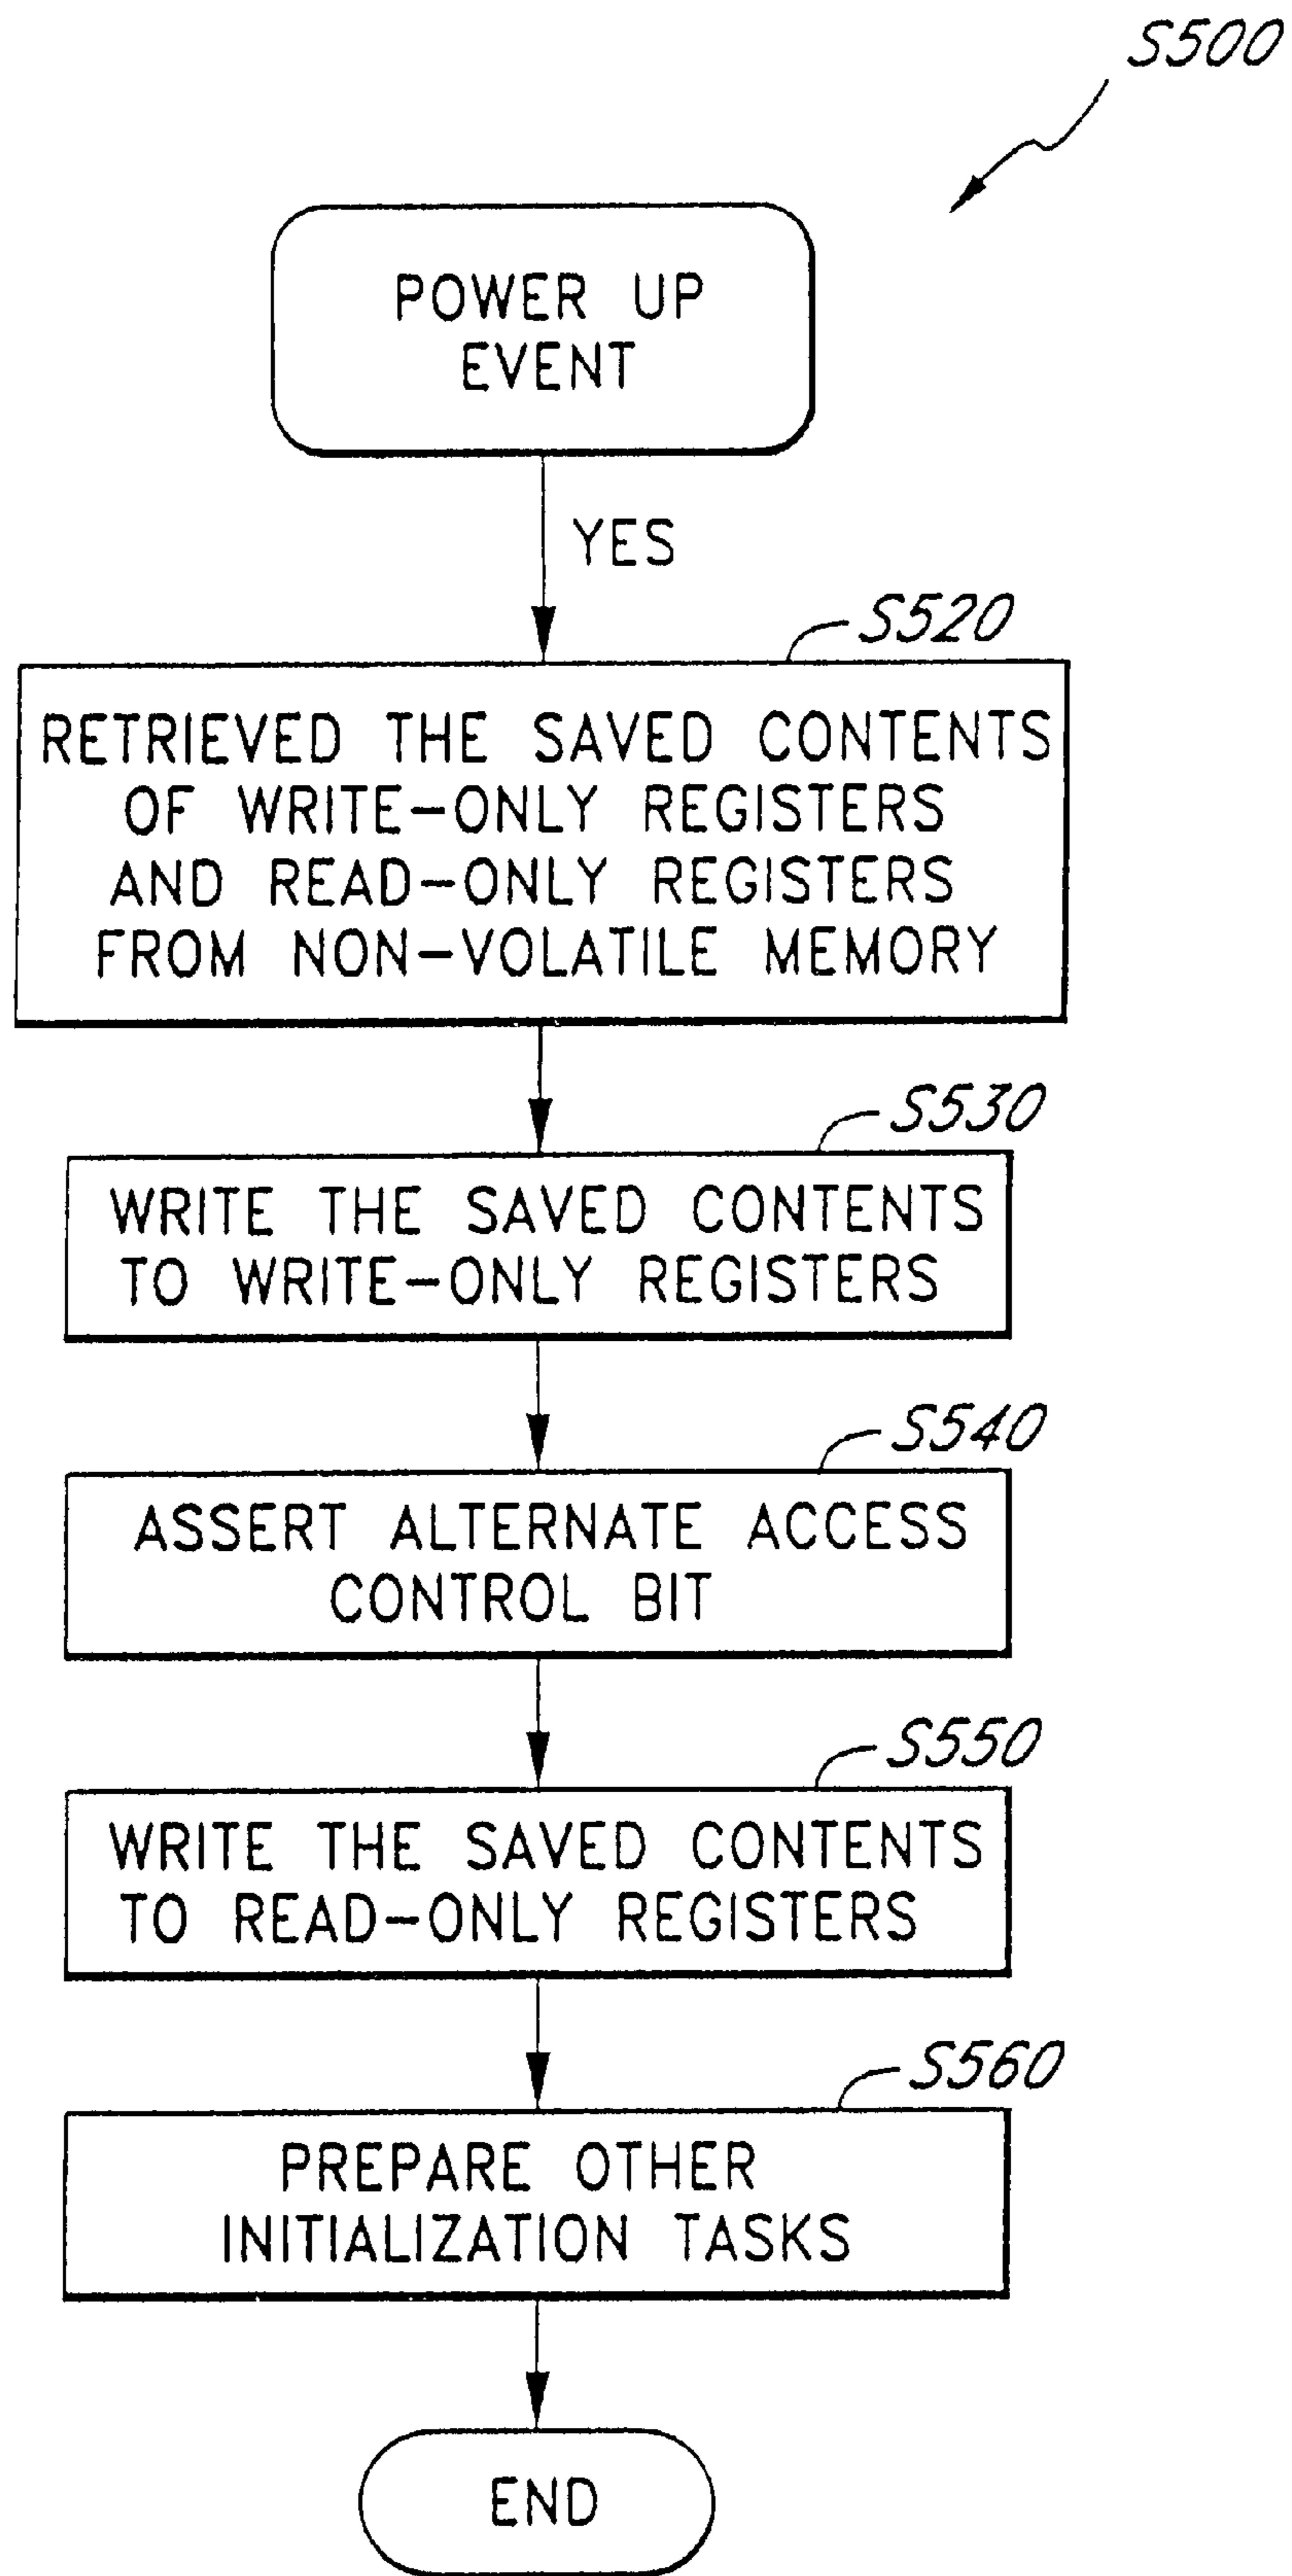 S500
POWER UP
EVENT
YES
S520
RETRIEVED THE SAVED CONTENTS
OF WRITE-ONLY REGISTERS
AND READ-ONLY REGISTERS
FROM NON-VOLATILE MEMORY
S530
WRITE THE SAVED CONTENTS
TO WRITE-ONLY REGISTERS
S540
ASSERT ALTERNATE ACCESS
CONTROL BIT
S550
WRITE THE SAVED CONTENTS
TO READ-ONLY REGISTERS
S560
PREPARE OTHER
INITIALIZATION TASKS
END